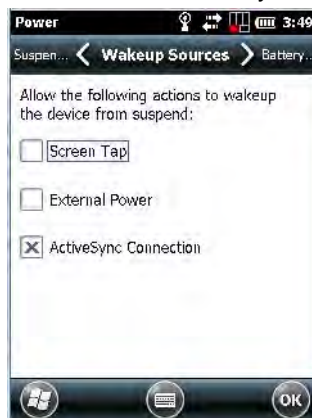 Power 3:49
Suspen... Wakeup Sources Battery..
Allow the following actions to wakeup
the device from suspend:
Screen Tap
External Power
ActiveSync Connection
OK